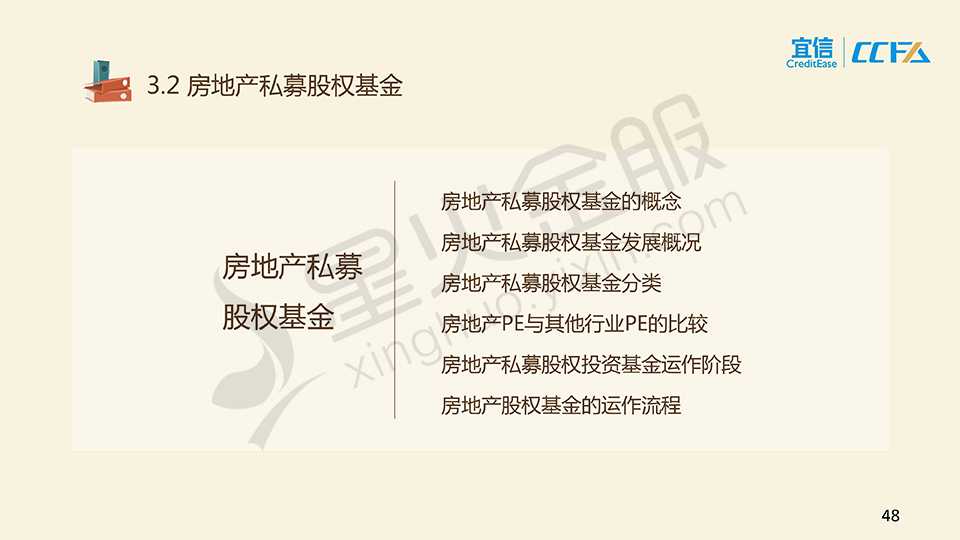 宜信
CreditEase
CCFA
3.2 房地产私募股权基金
房地产私募
股权基金
房地产私募股权基金的概念
房地产私募股权基金发展概况
房地产私募股权基金分类
房地产PE与其他行业PE的比较
房地产私募股权投资基金运作阶段
房地产股权基金的运作流程
星火金服
xinghuo.yixin.com
48